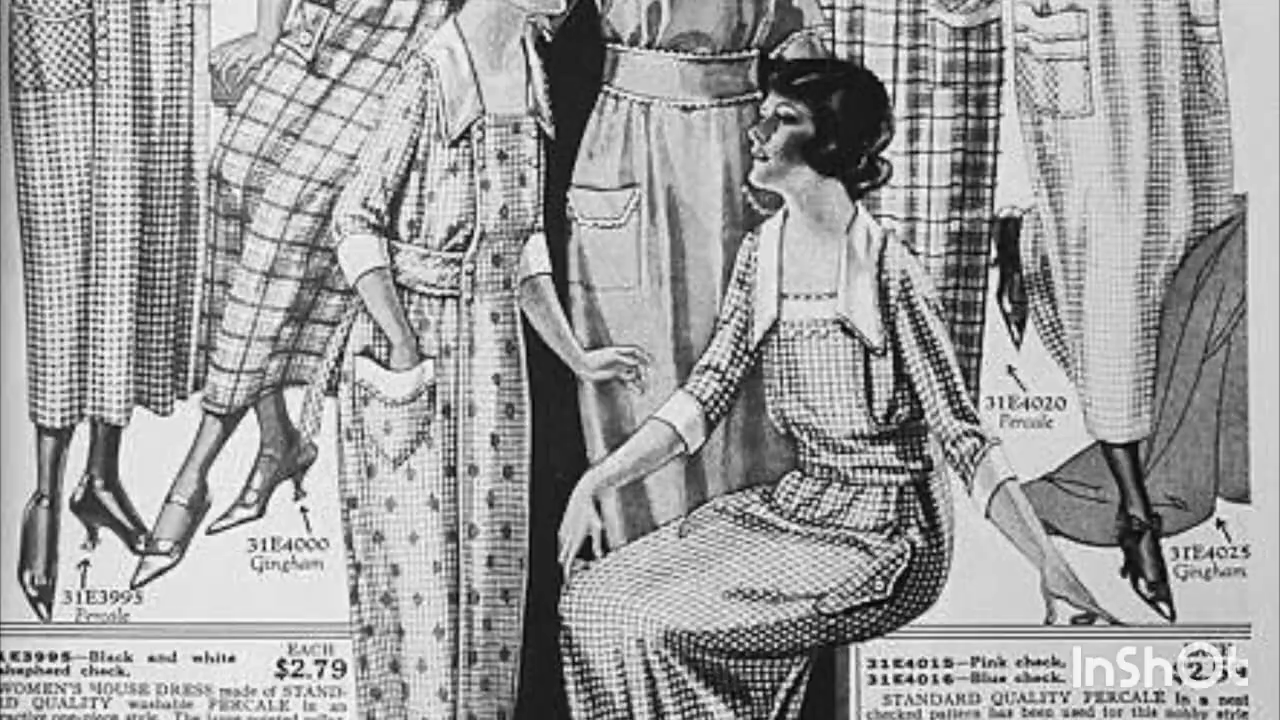 31E4020
Percale
31E4000
Gingham
31E4025
Gingham
31E3995
Percale
31E3995—Black and white
shepherd check.
EACH
$2.79
WOMEN'S HOUSE DRESS made of STAND-
RD QUALITY washable PERCALE in an
31E4015—Pink check.
31E4016—Blue check.
STANDARD QUALITY PERCALE in a neat
checked pattern has been used for this
InShOt